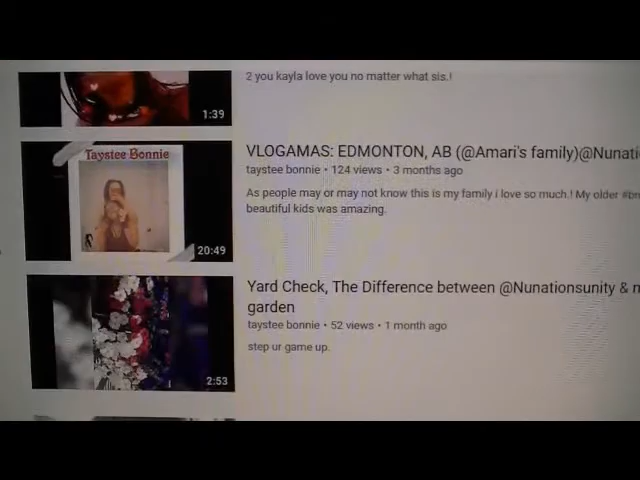 2 you kayla love you no matter what sis.!
1:39
Taystee Bonnie
20:49
VLOGAMAS: EDMONTON, AB (@Amari's family)@Nunati
taystee bonnie • 124 views • 3 months ago
As people may or may not know this is my family i love so much.! My older #br
beautiful kids was amazing.
2:53
Yard Check, The Difference between @Nunationsunity & m
garden
taystee bonnie • 52 views • 1 month ago
step ur game up.